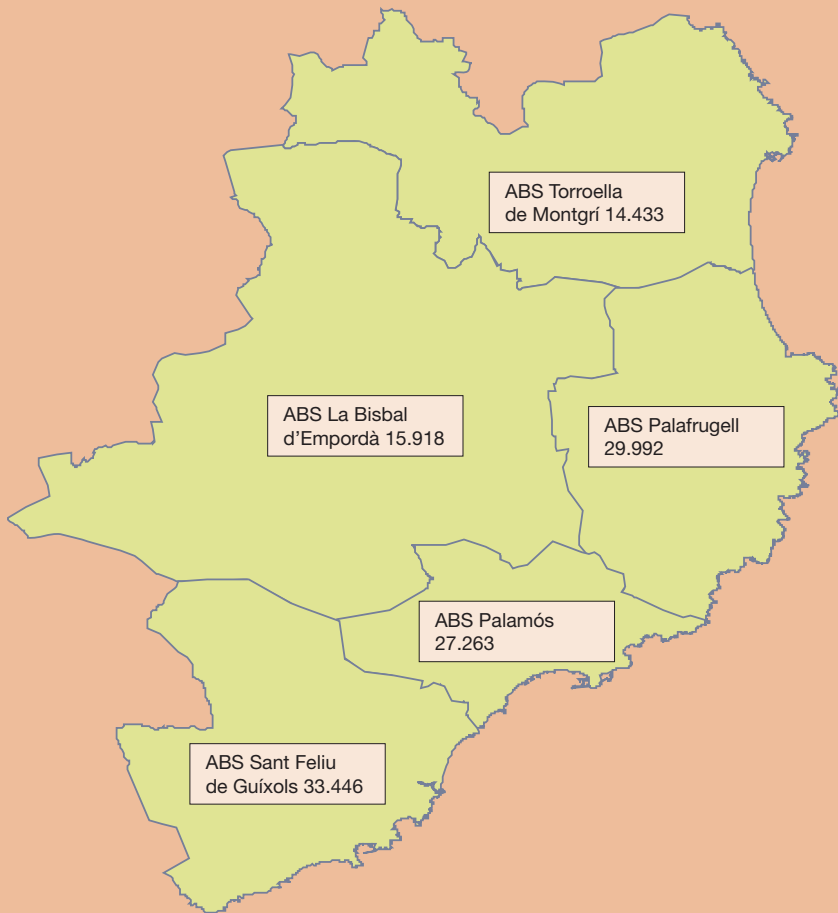 ABS Torroella
de Montgrí 14.433
ABS La Bisbal
d’Empordà 15.918
ABS Palafrugell
29.992
ABS Palamós
27.263
ABS Sant Feliu
de Guíxols 33.446